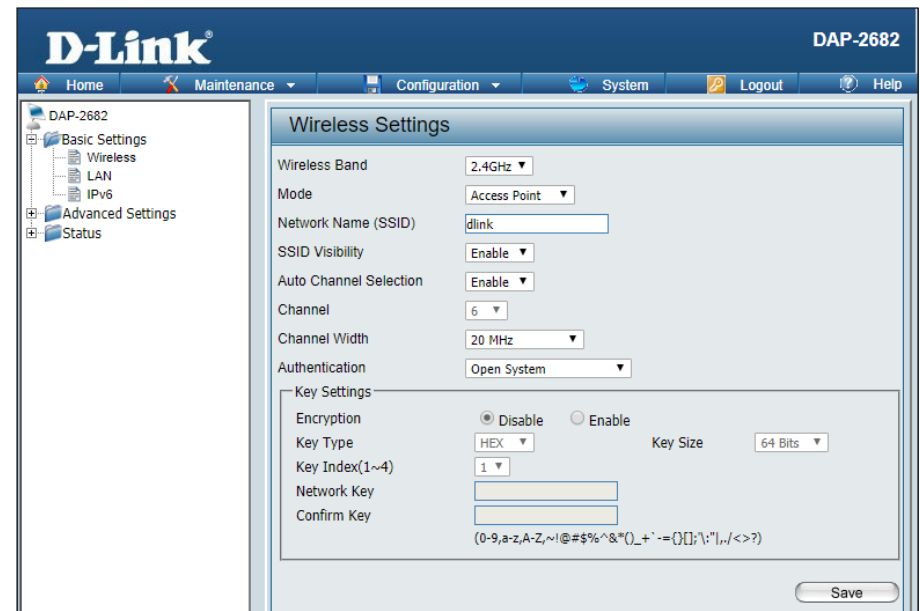 D-Link®
DAP-2682
Home Maintenance Configuration System Logout Help
DAP-2682
Basic Settings
Wireless
LAN
IPv6
Advanced Settings
Status
Wireless Settings
Wireless Band 2.4GHz
Mode Access Point
Network Name (SSID) dlink
SSID Visibility Enable
Auto Channel Selection Enable
Channel 6
Channel Width 20 MHz
Authentication Open System
Key Settings
Encryption Disable Enable
Key Type HEX Key Size 64 Bits
Key Index(1~4) 1
Network Key
Confirm Key
(0-9,a-z,A-Z,~!@#$%^&*()_+`-={}[];'\:"|,./<>?)
Save